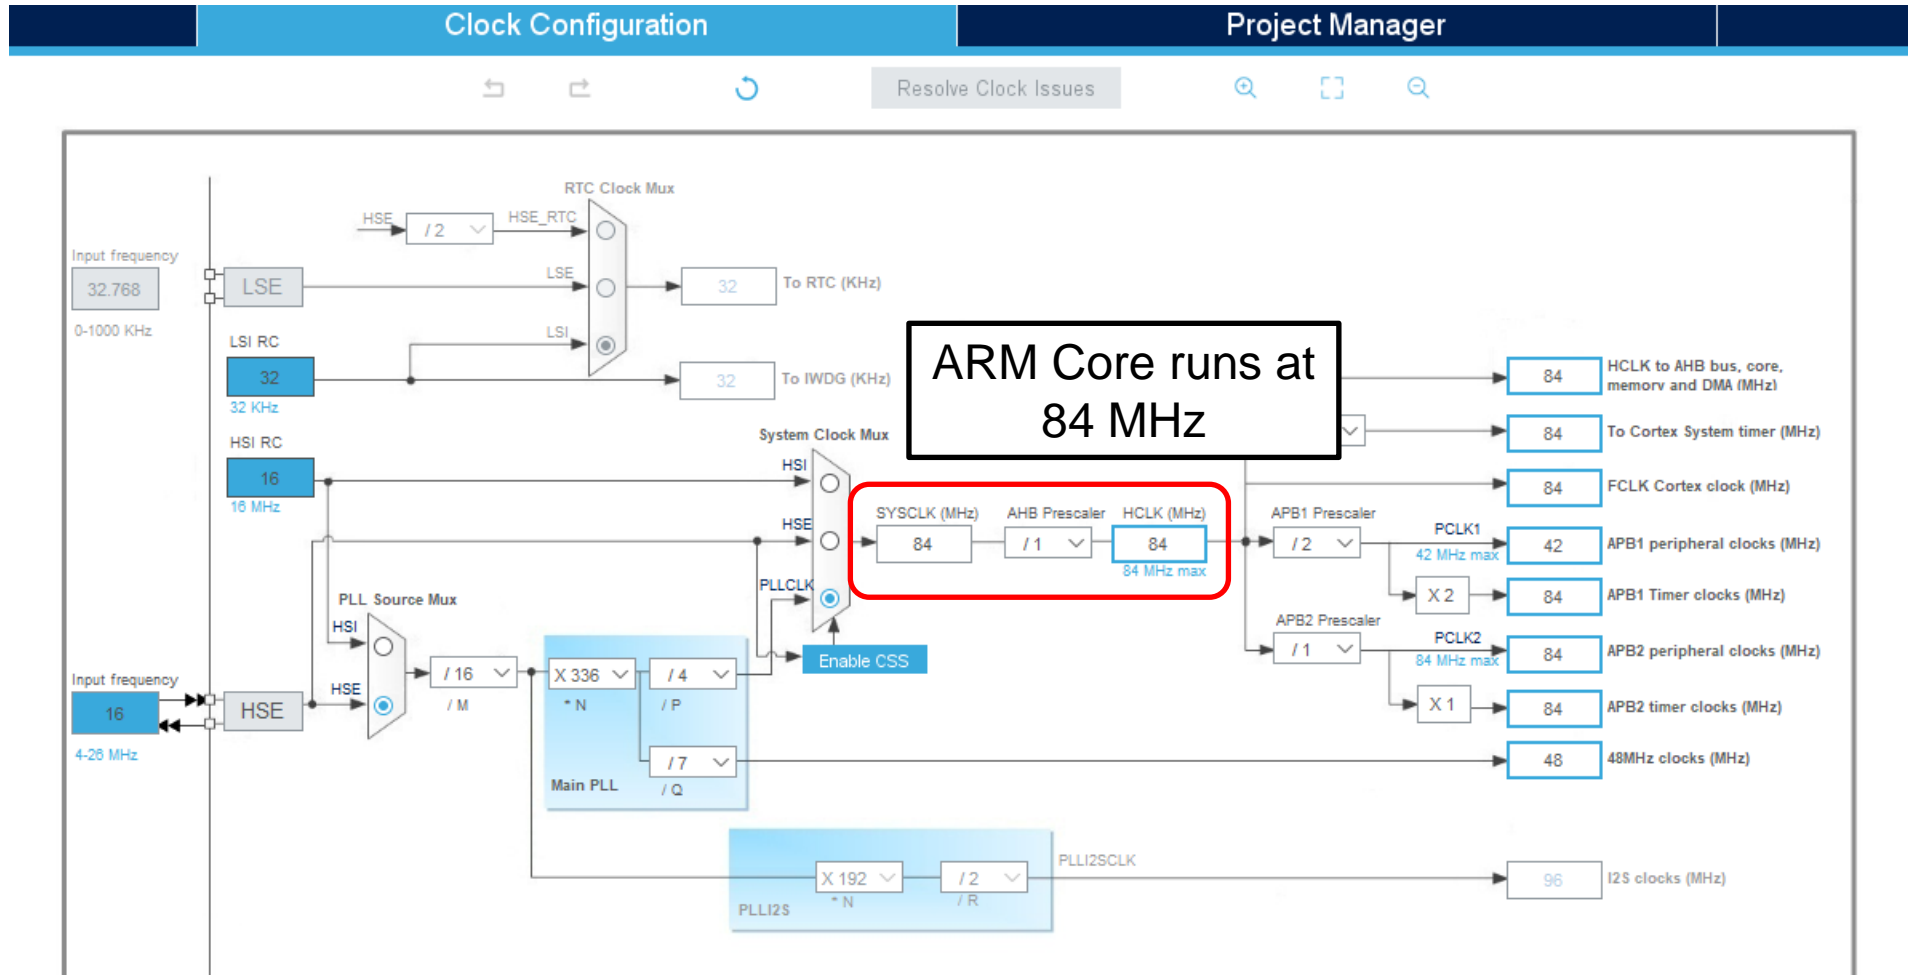 Clock Configuration
Project Manager
Resolve Clock Issues
RTC Clock Mux
HSE
/ 2
HSE_RTC
Input frequency
32.768
0-1000 KHz
LSE
LSE
32
To RTC (KHz)
LSI RC
32
32 KHz
LSI
32
To IWDG (KHz)
ARM Core runs at
84 MHz
84
HCLK to AHB bus, core,
memory and DMA (MHz)
84
To Cortex System timer (MHz)
84
FCLK Cortex clock (MHz)
HSI RC
16
16 MHz
System Clock Mux
HSI
HSE
PLLCLK
SYSCLK (MHz)
84
AHB Prescaler
/ 1
HCLK (MHz)
84
84 MHz max
APB1 Prescaler
/ 2
PCLK1
42 MHz max
42
APB1 peripheral clocks (MHz)
X 2
84
APB1 Timer clocks (MHz)
APB2 Prescaler
/ 1
PCLK2
84 MHz max
84
APB2 peripheral clocks (MHz)
X 1
84
APB2 timer clocks (MHz)
Enable CSS
PLL Source Mux
HSI
HSE
Input frequency
16
4-26 MHz
HSE
/ 16
/ M
X 336
* N
/ 4
/ P
/ 7
/ Q
Main PLL
48
48MHz clocks (MHz)
X 192
* N
/ 2
/ R
PLLI2S
PLLI2SCLK
96
I2S clocks (MHz)